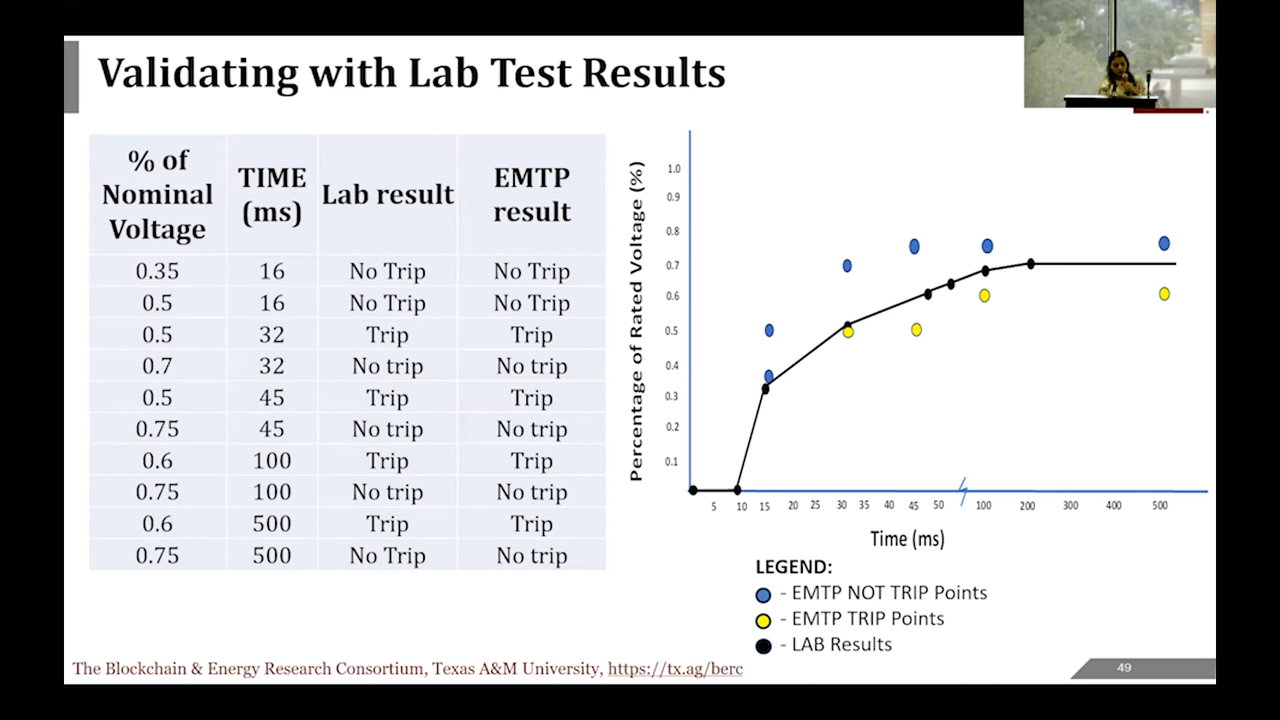 Validating with Lab Test Results
% of Nominal Voltage TIME (ms) Lab result EMTP result
0.35 16 No Trip No Trip
0.5 16 No Trip No Trip
0.5 32 Trip Trip
0.7 32 No trip No trip
0.5 45 Trip Trip
0.75 45 No trip No trip
0.6 100 Trip Trip
0.75 100 No trip No trip
0.6 500 Trip Trip
0.75 500 No Trip No trip
Percentage of Rated Voltage (%)
1.0
0.9
0.8
0.7
0.6
0.5
0.4
0.3
0.2
0.1
5 10 15 20 25 30 35 40 45 50 100 200 300 400 500
Time (ms)
LEGEND:
- EMTP NOT TRIP Points
- EMTP TRIP Points
- LAB Results
The Blockchain & Energy Research Consortium, Texas A&M University, https://tx.ag/berc
49